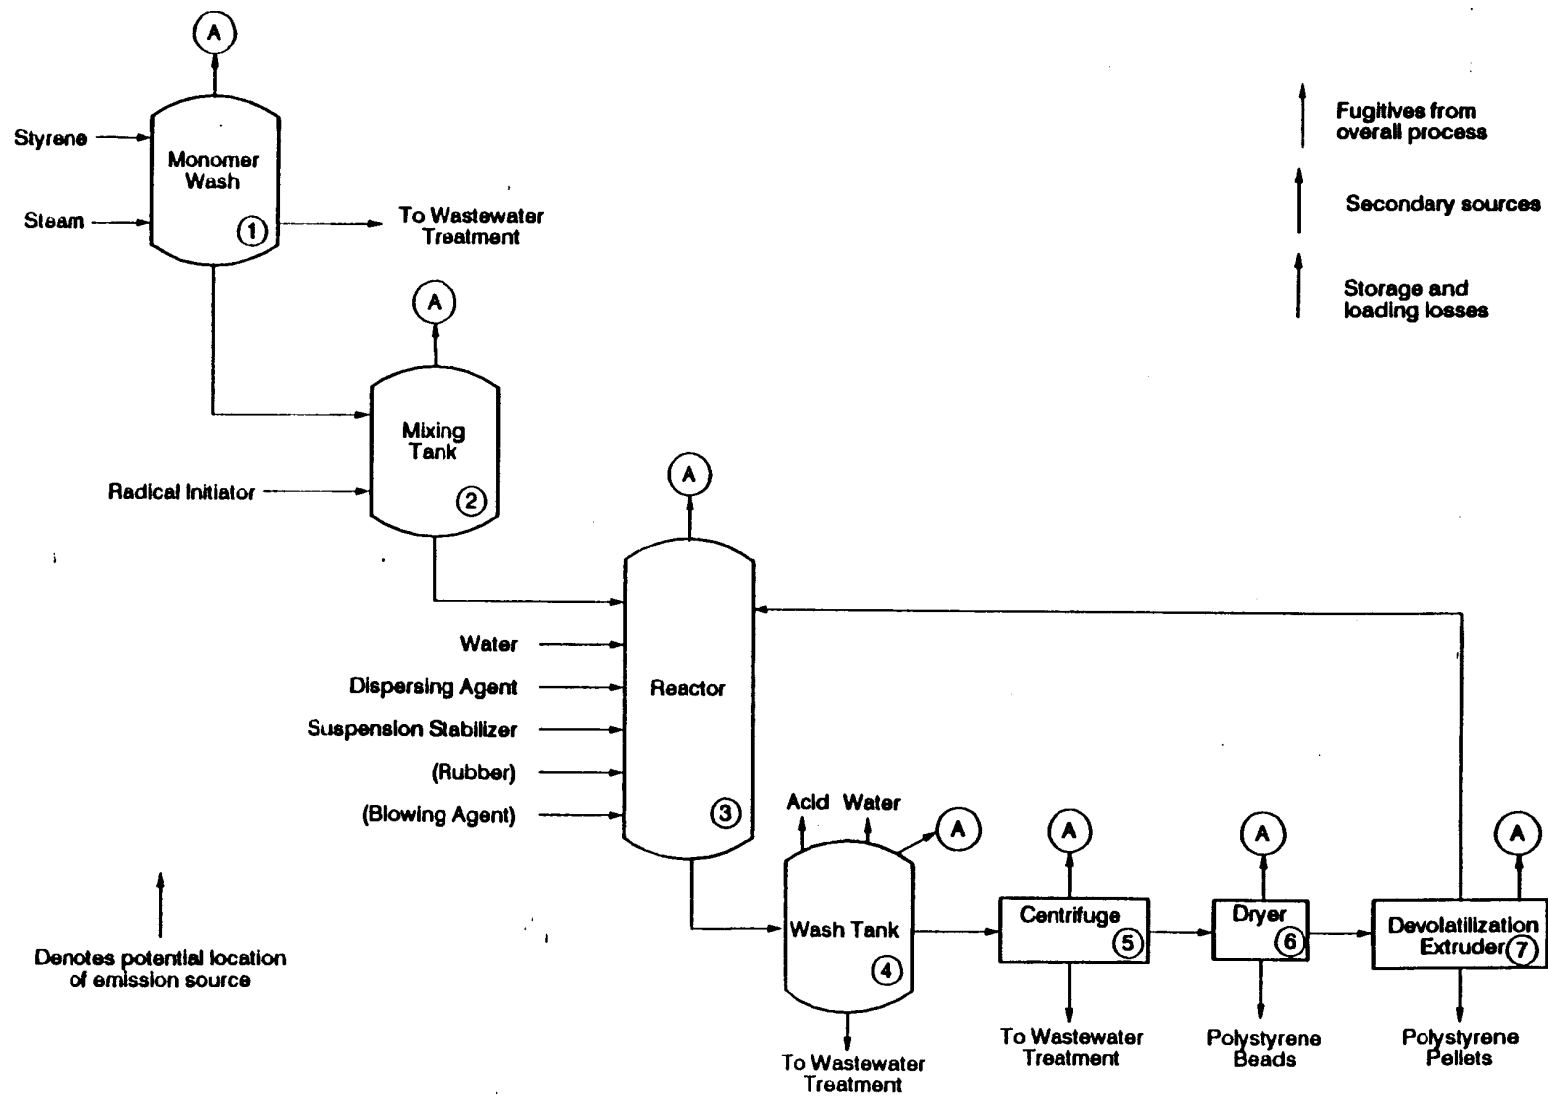 A
Styrene
Monomer
Wash
Steam
1
To Wastewater
Treatment
Fugitives from
overall process
Secondary sources
Storage and
loading losses
A
Mixing
Tank
Radical Initiator
2
A
Water
Dispersing Agent
Suspension Stabilizer
(Rubber)
(Blowing Agent)
Reactor
3
Acid Water
A
Wash Tank
4
To Wastewater
Treatment
A
Centrifuge
5
To Wastewater
Treatment
A
Dryer
6
Polystyrene
Beads
A
Devolatilization
Extruder
7
Polystyrene
Pellets
Denotes potential location
of emission source